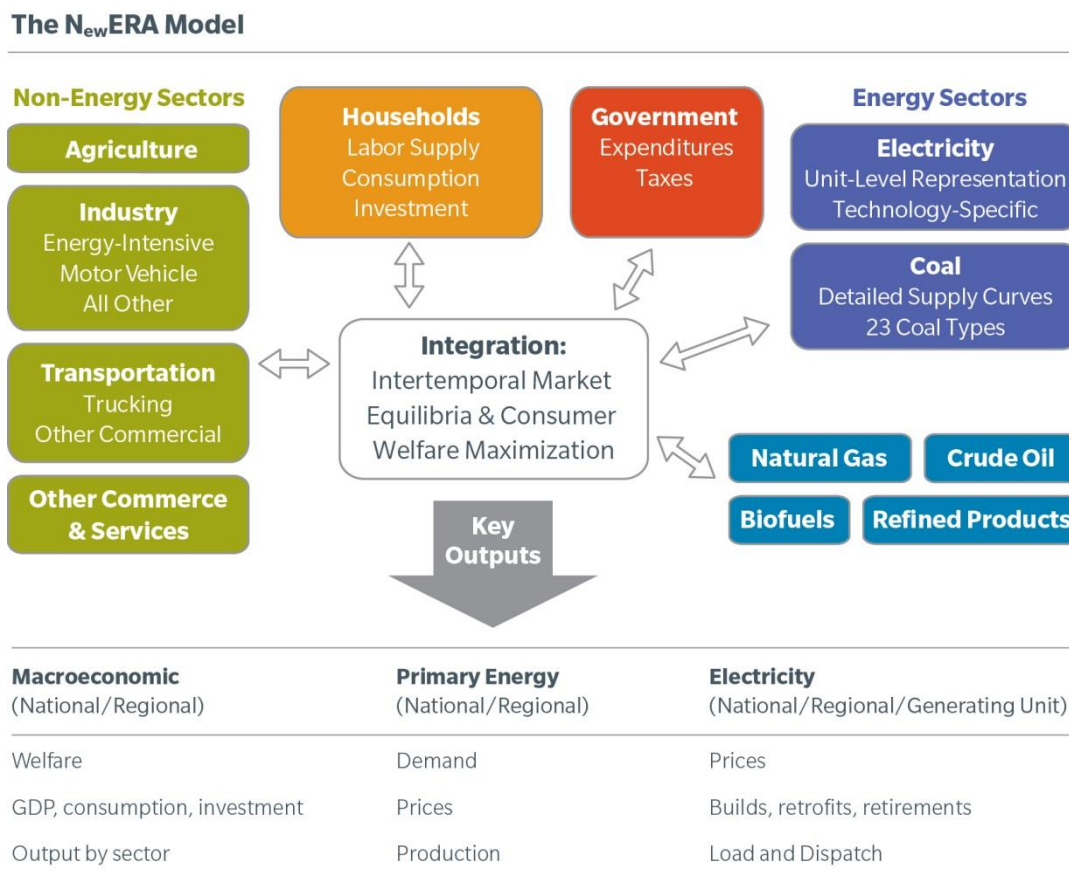 The NewERA Model
Non-Energy Sectors
Agriculture
Industry
Energy-Intensive
Motor Vehicle
All Other
Transportation
Trucking
Other Commercial
Other Commerce
& Services
Households
Labor Supply
Consumption
Investment
Government
Expenditures
Taxes
Energy Sectors
Electricity
Unit-Level Representation
Technology-Specific
Coal
Detailed Supply Curves
23 Coal Types
Integration:
Intertemporal Market
Equilibria & Consumer
Welfare Maximization
Natural Gas
Crude Oil
Biofuels
Refined Products
Key
Outputs
Macroeconomic
(National/Regional)
Welfare
GDP, consumption, investment
Output by sector
Primary Energy
(National/Regional)
Demand
Prices
Production
Electricity
(National/Regional/Generating Unit)
Prices
Builds, retrofits, retirements
Load and Dispatch